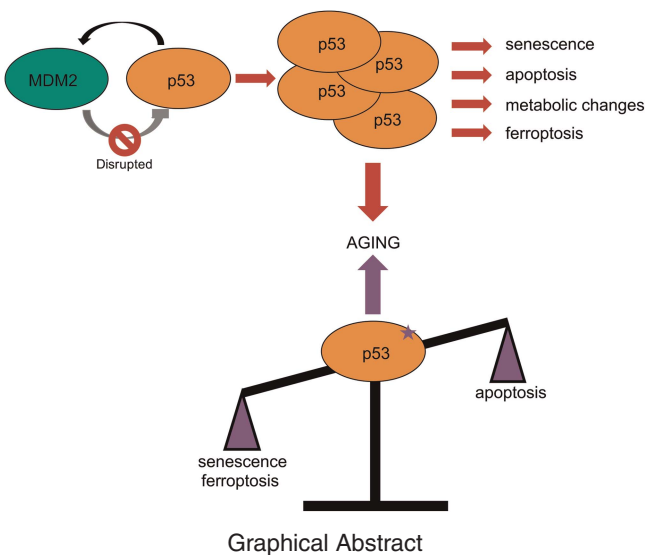 MDM2
p53
Disrupted
p53
p53
p53
p53
senescence
apoptosis
metabolic changes
ferroptosis
AGING
p53
apoptosis
senescence
ferroptosis
Graphical Abstract